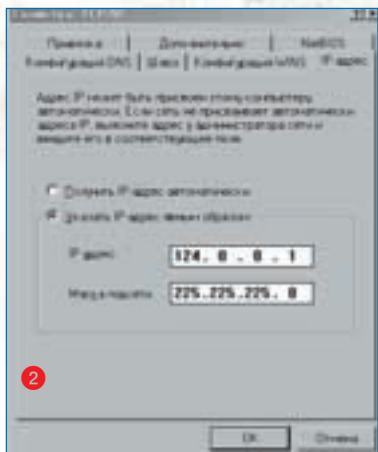 Привязка Дополнительно NetBIOS
Конфигурация DNS Шлюз Конфигурация WINS IP-адрес
Адрес IP может быть присвоен этому компьютеру
автоматически. Если сеть не присваивает автоматически
адреса IP, выясните адрес у администратора сети и
введите его в соответствующее поле.
Получить IP-адрес автоматически
Указать IP-адрес явным образом
IP-адрес: 124. 0 . 0 . 1
Маска подсети: 225.225.225. 0
2
OK Отмена